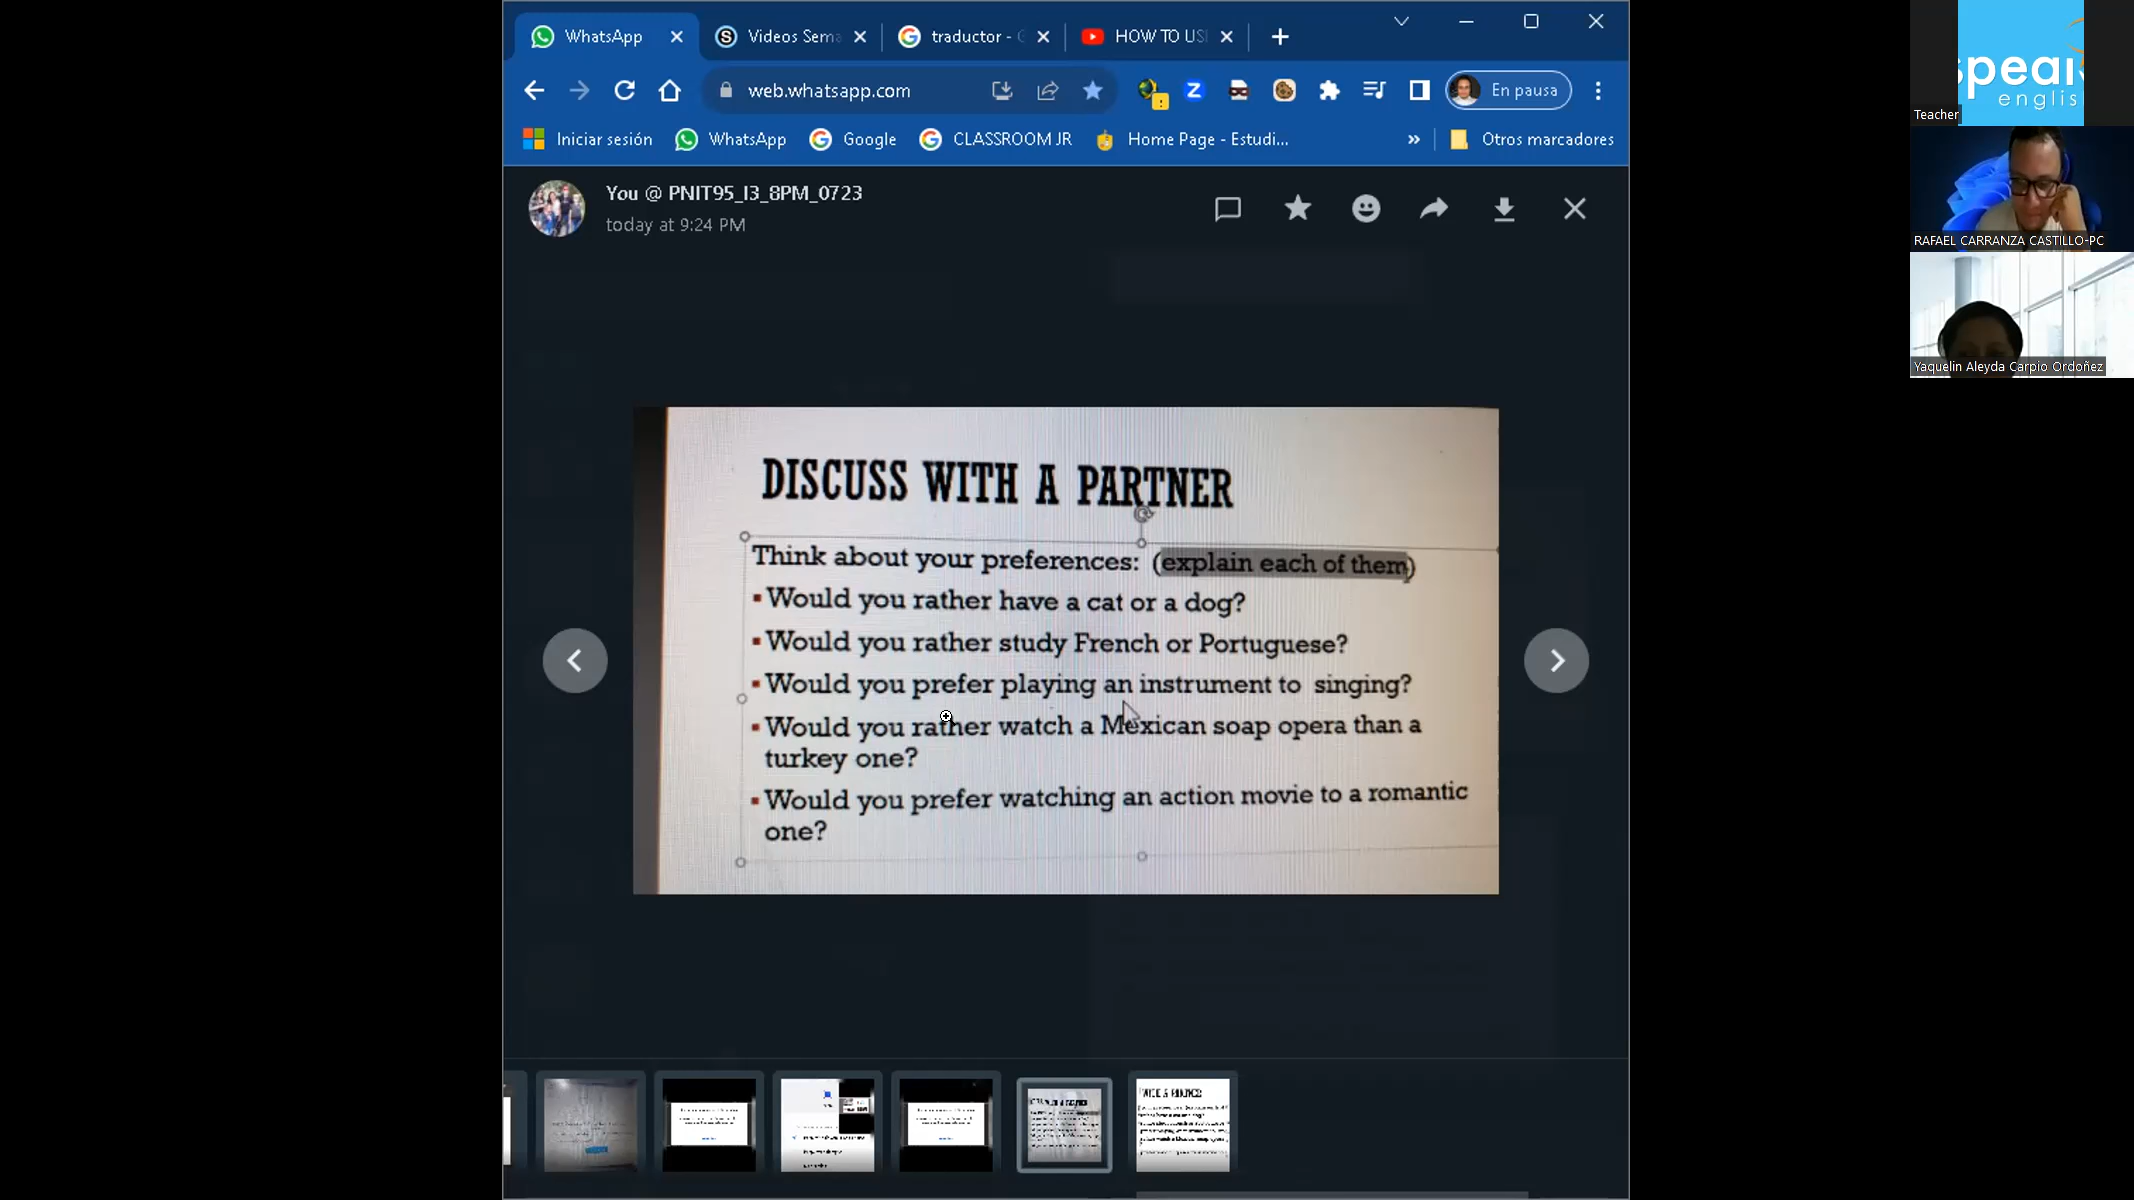 WhatsApp
Videos Sema
traductor - G
HOW TO US
web.whatsapp.com
En pausa
Iniciar sesión
WhatsApp
Google
CLASSROOM JR
Home Page - Estudi...
»
Otros marcadores
You @ PNIT95_I3_8PM_0723
today at 9:24 PM
DISCUSS WITH A PARTNER
Think about your preferences: (explain each of them)
▪Would you rather have a cat or a dog?
▪Would you rather study French or Portuguese?
▪Would you prefer playing an instrument to singing?
▪Would you rather watch a Mexican soap opera than a
turkey one?
▪Would you prefer watching an action movie to a romantic
one?
WITH A PARTNER
speak
englis
Teacher
RAFAEL CARRANZA CASTILLO-PC
Yaquelin Aleyda Carpio Ordoñez